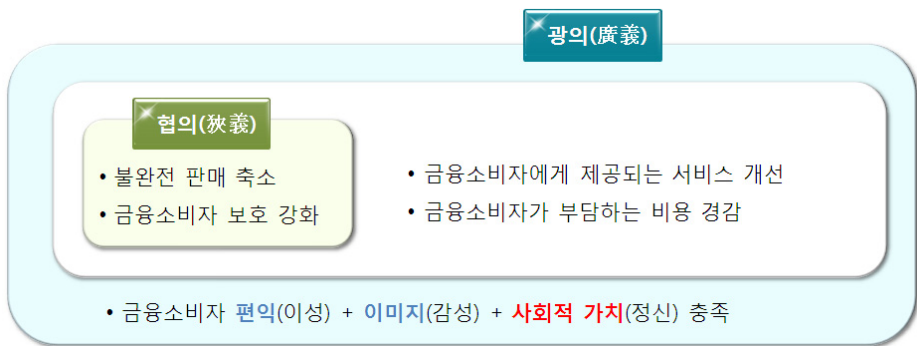 광의(廣義)
협의(狹義)
• 불완전 판매 축소
• 금융소비자 보호 강화
• 금융소비자에게 제공되는 서비스 개선
• 금융소비자가 부담하는 비용 경감
• 금융소비자 편익(이성) + 이미지(감성) + 사회적 가치(정신) 충족